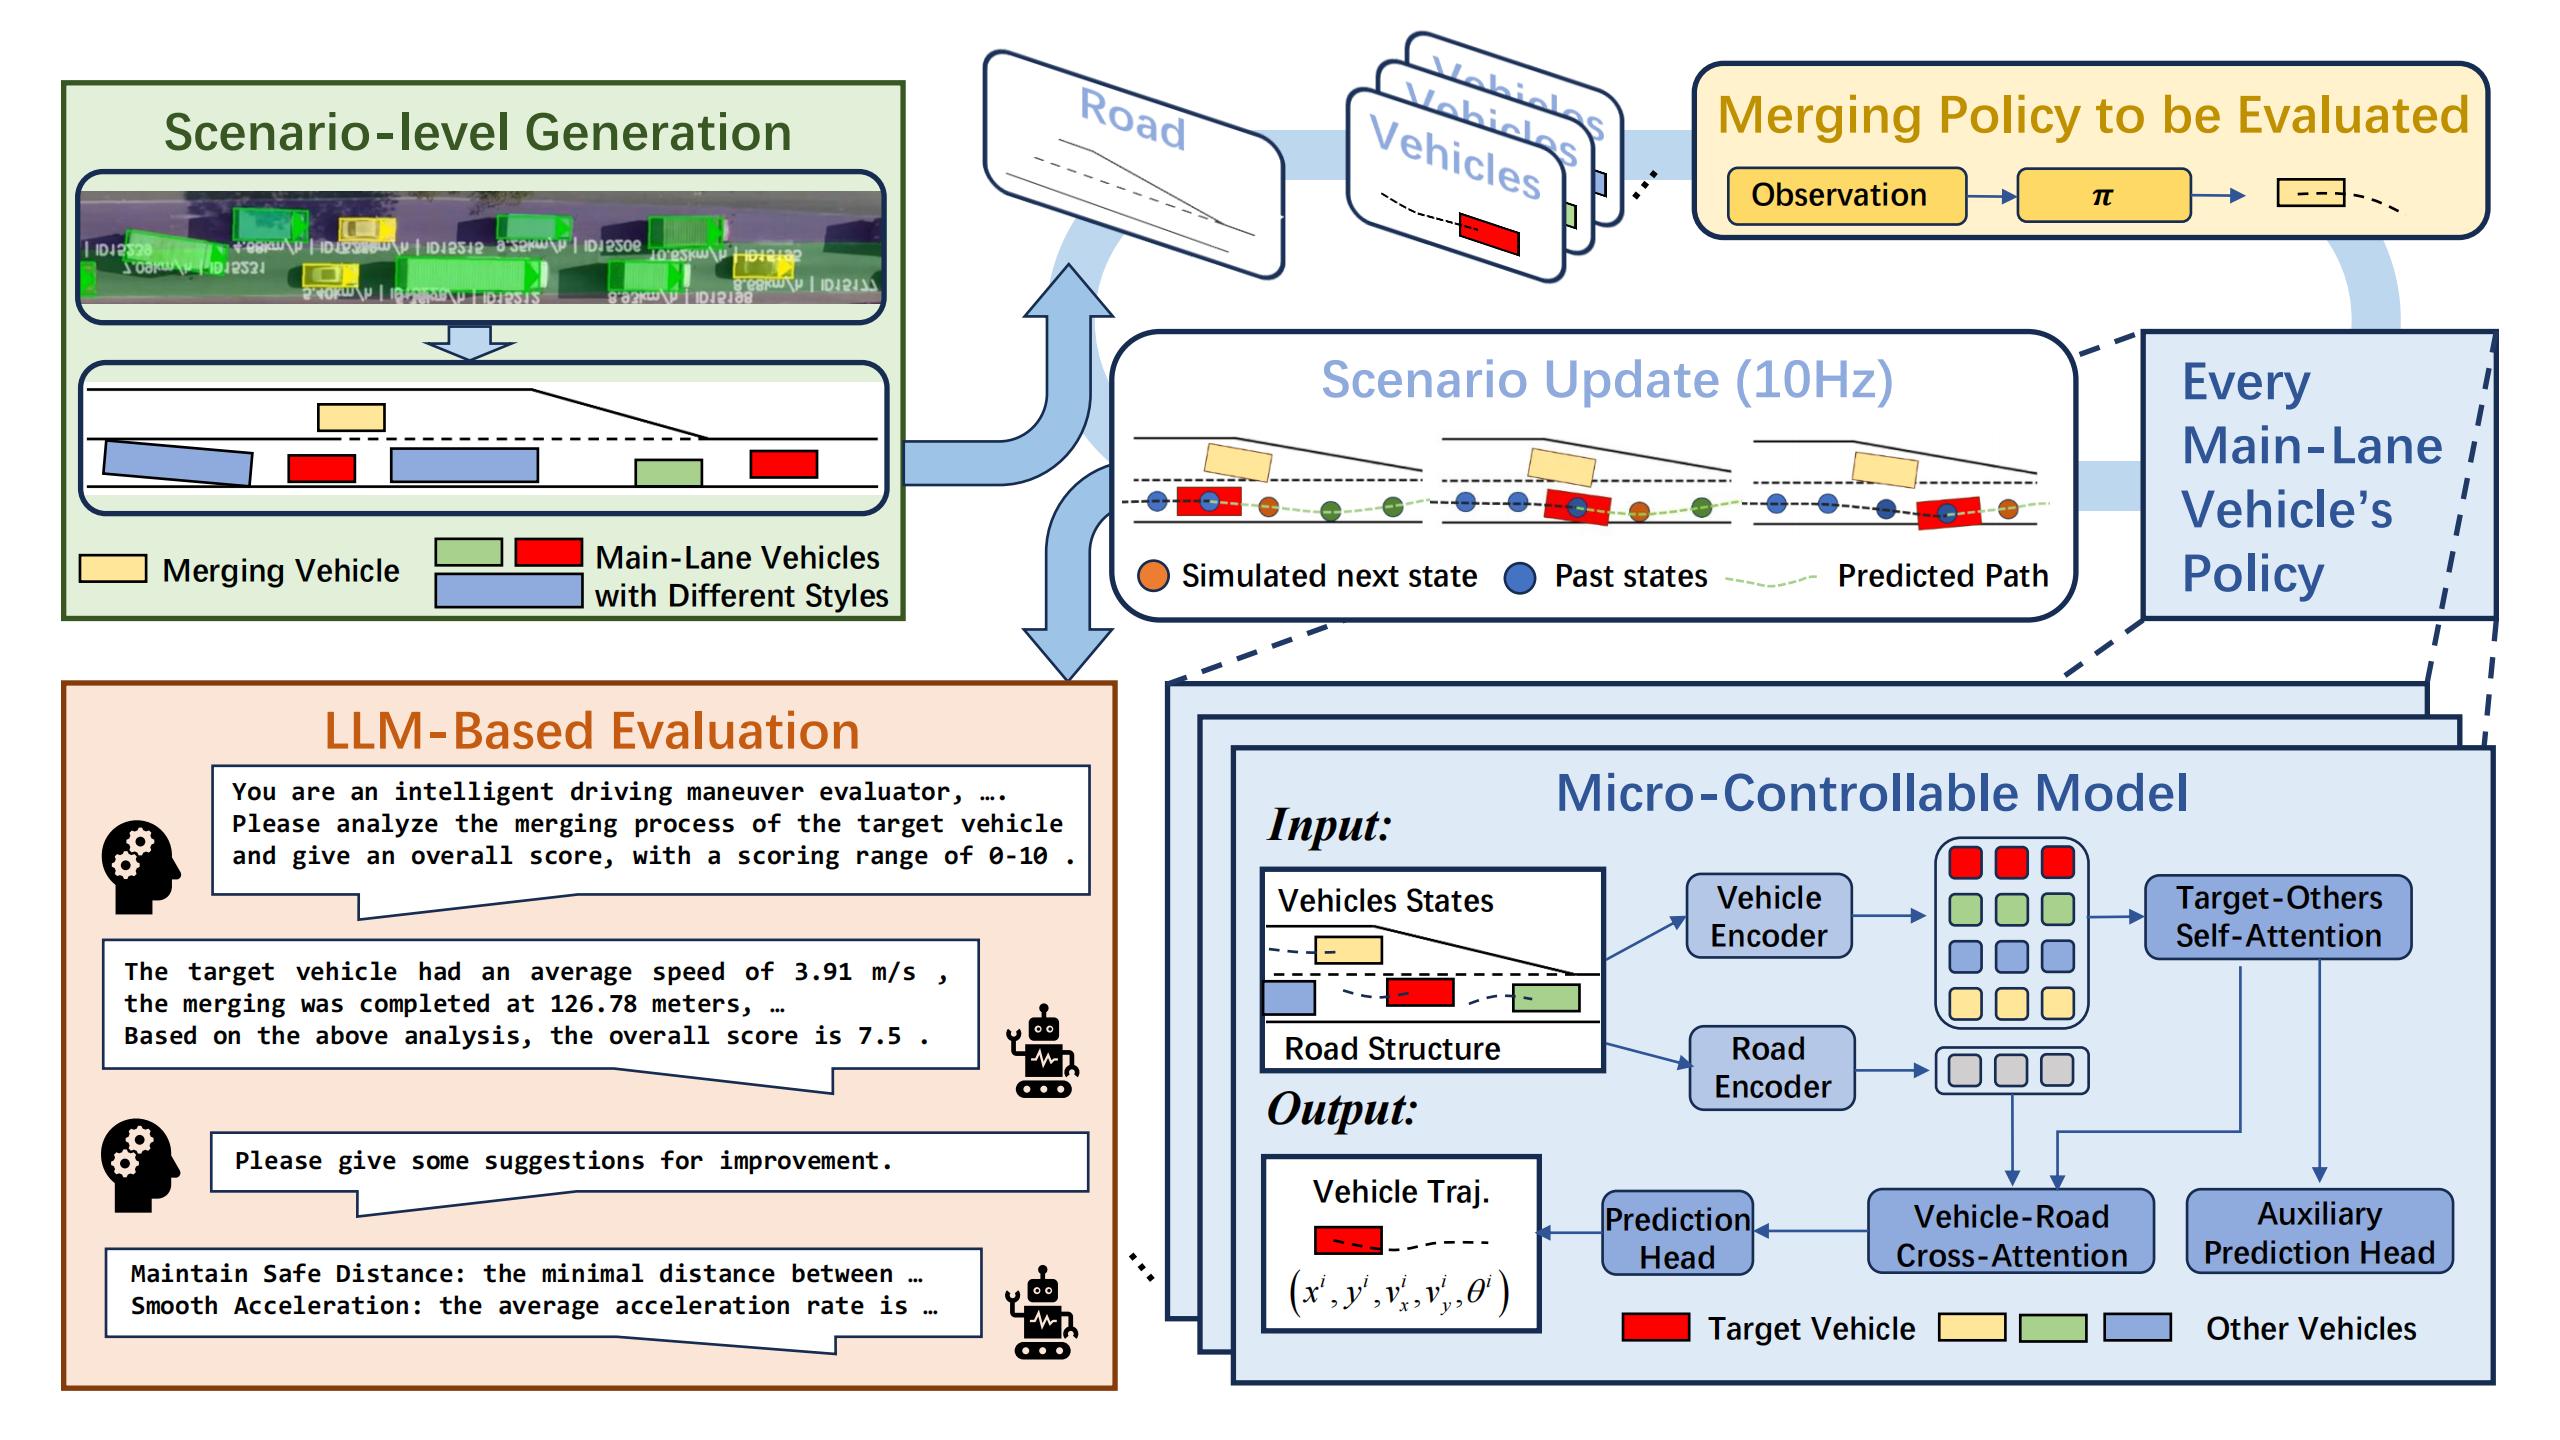 Scenario-level Generation
Merging Vehicle
Main-Lane Vehicles
with Different Styles
Road
Vehicles
Vehicles
Vehicles
Merging Policy to be Evaluated
Observation
π
Scenario Update (10Hz)
Simulated next state
Past states
Predicted Path
Every
Main-Lane
Vehicle's
Policy
LLM-Based Evaluation
You are an intelligent driving maneuver evaluator, ….
Please analyze the merging process of the target vehicle
and give an overall score, with a scoring range of 0-10 .
The target vehicle had an average speed of 3.91 m/s ,
the merging was completed at 126.78 meters, …
Based on the above analysis, the overall score is 7.5 .
Please give some suggestions for improvement.
Maintain Safe Distance: the minimal distance between …
Smooth Acceleration: the average acceleration rate is …
Micro-Controllable Model
Input:
Vehicles States
Road Structure
Vehicle
Encoder
Road
Encoder
Target-Others
Self-Attention
Output:
Vehicle Traj.
(x^i, y^i, v_x^i, v_y^i, θ^i)
Prediction
Head
Vehicle-Road
Cross-Attention
Auxiliary
Prediction Head
Target Vehicle
Other Vehicles